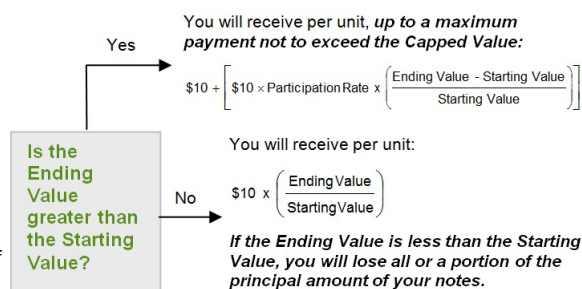 You will receive per unit, up to a maximum
payment not to exceed the Capped Value:
Yes
$10 + [ $10 × Participation Rate x ( Ending Value - Starting Value / Starting Value ) ]
Is the
Ending
Value
greater than
the Starting
Value?
No
You will receive per unit:
$10 x ( Ending Value / Starting Value )
If the Ending Value is less than the Starting
Value, you will lose all or a portion of the
principal amount of your notes.